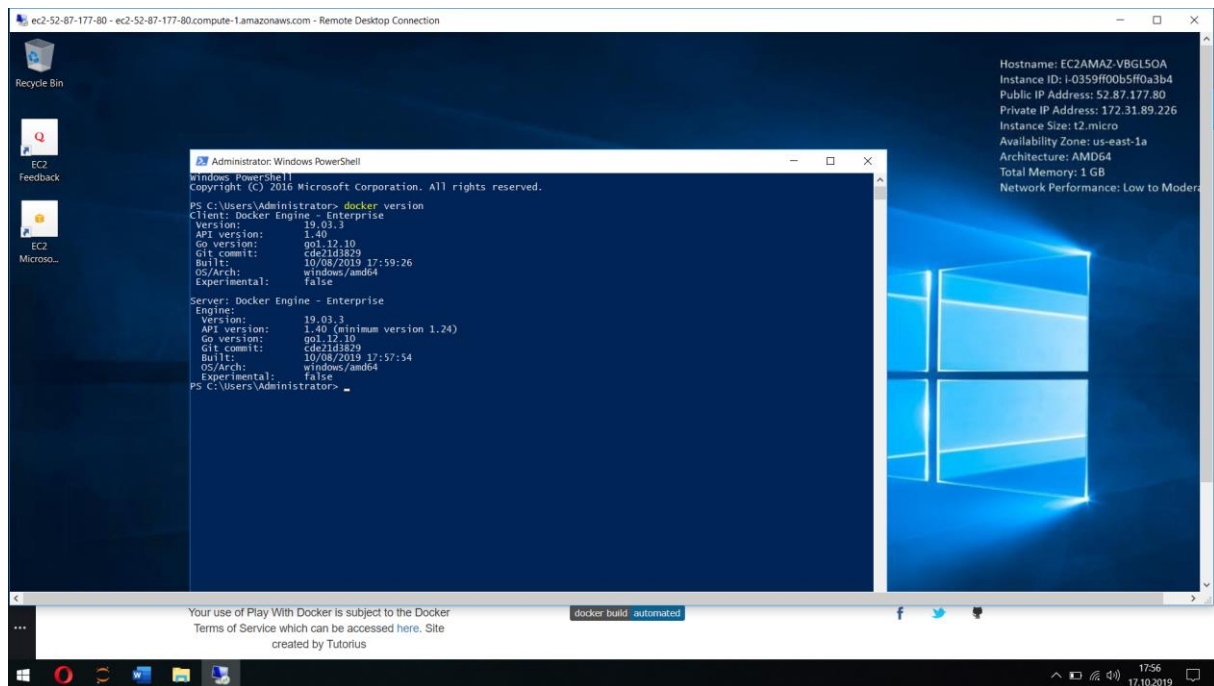 ec2-52-87-177-80 - ec2-52-87-177-80.compute-1.amazonaws.com - Remote Desktop Connection
Recycle Bin
EC2
Feedback
EC2
Microso...
Hostname: EC2AMAZ-VBGL5OA
Instance ID: i-0359ff00b5ff0a3b4
Public IP Address: 52.87.177.80
Private IP Address: 172.31.89.226
Instance Size: t2.micro
Availability Zone: us-east-1a
Architecture: AMD64
Total Memory: 1 GB
Network Performance: Low to Modera
Administrator: Windows PowerShell
Windows PowerShell
Copyright (C) 2016 Microsoft Corporation. All rights reserved.
PS C:\Users\Administrator> docker version
Client: Docker Engine - Enterprise
Version: 19.03.3
API version: 1.40
Go version: go1.12.10
Git commit: cde21d3829
Built: 10/08/2019 17:59:26
OS/Arch: windows/amd64
Experimental: false
Server: Docker Engine - Enterprise
Engine:
Version: 19.03.3
API version: 1.40 (minimum version 1.24)
Go version: go1.12.10
Git commit: cde21d3829
Built: 10/08/2019 17:57:54
OS/Arch: windows/amd64
Experimental: false
PS C:\Users\Administrator> _
Your use of Play With Docker is subject to the Docker
Terms of Service which can be accessed here. Site
created by Tutorius
docker build automated
17:56
17.10.2019